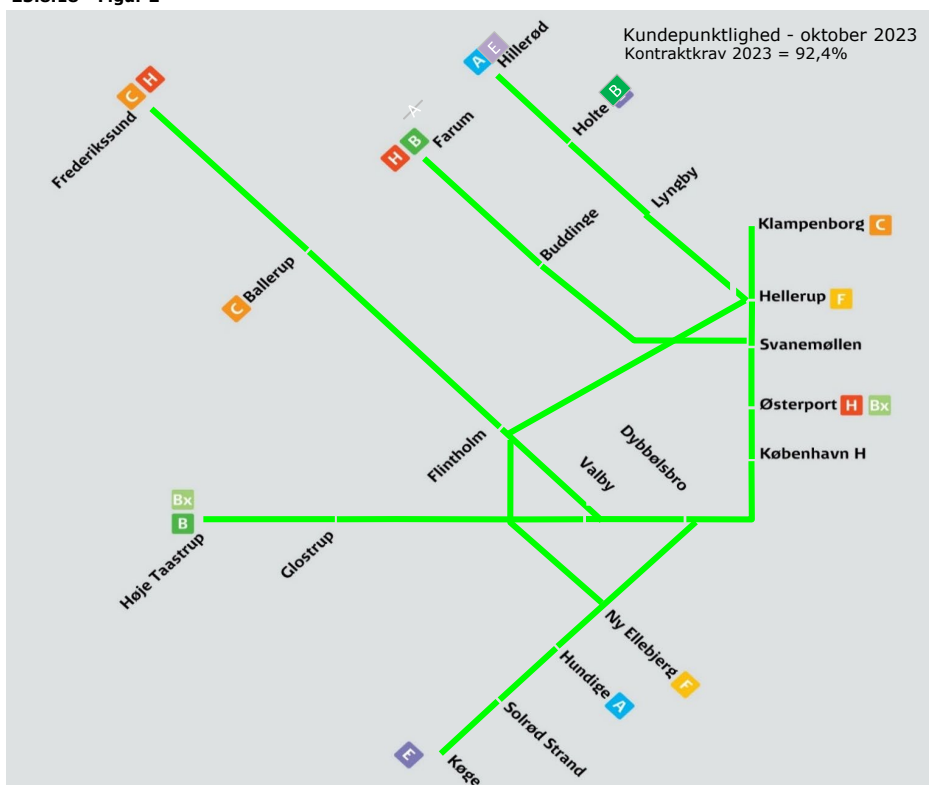 Kundepunktlighed - oktober 2023
Kontraktkrav 2023 = 92,4%
A E
Hillerød
C H
Frederikssund
B
Holte
A
H B
Farum
Lyngby
Buddinge
Klampenborg C
C
Ballerup
Hellerup F
Svanemøllen
Østerport H Bx
Flintholm
Dybbølsbro
Valby
København H
Bx
B
Høje Taastrup
Glostrup
Ny Ellebjerg F
Hundige A
Solrød Strand
E
Køge